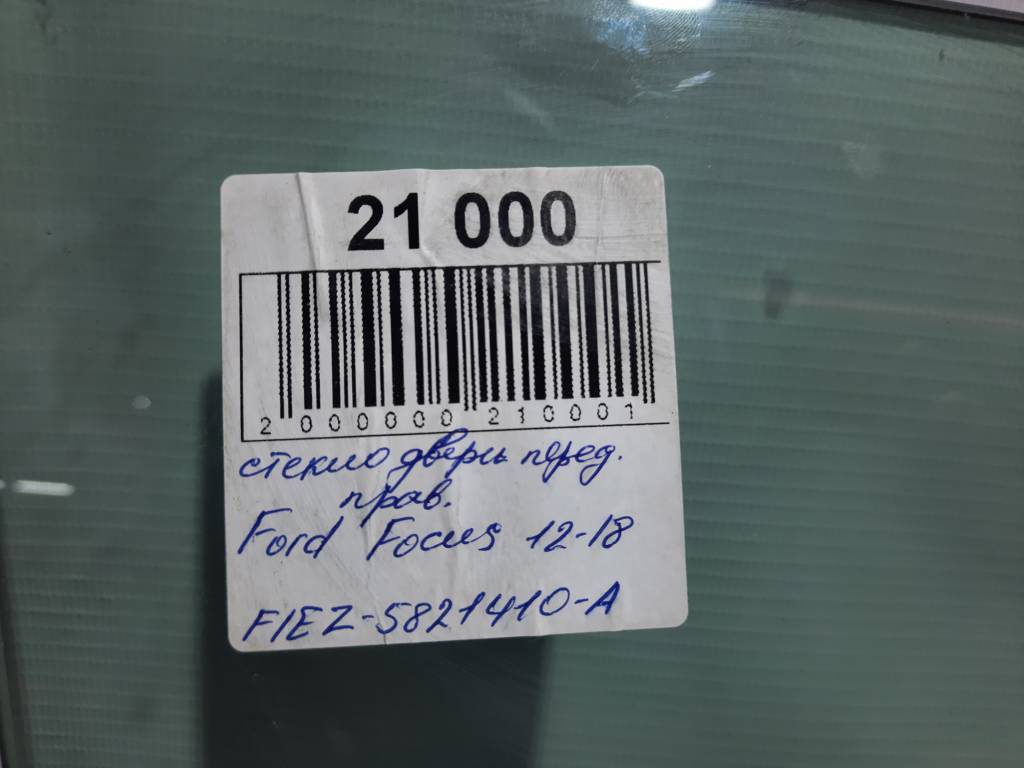 21 000
2 000000 210001
стекло двери перед.
прав.
Ford Focus 12-18
F1EZ-5821410-A